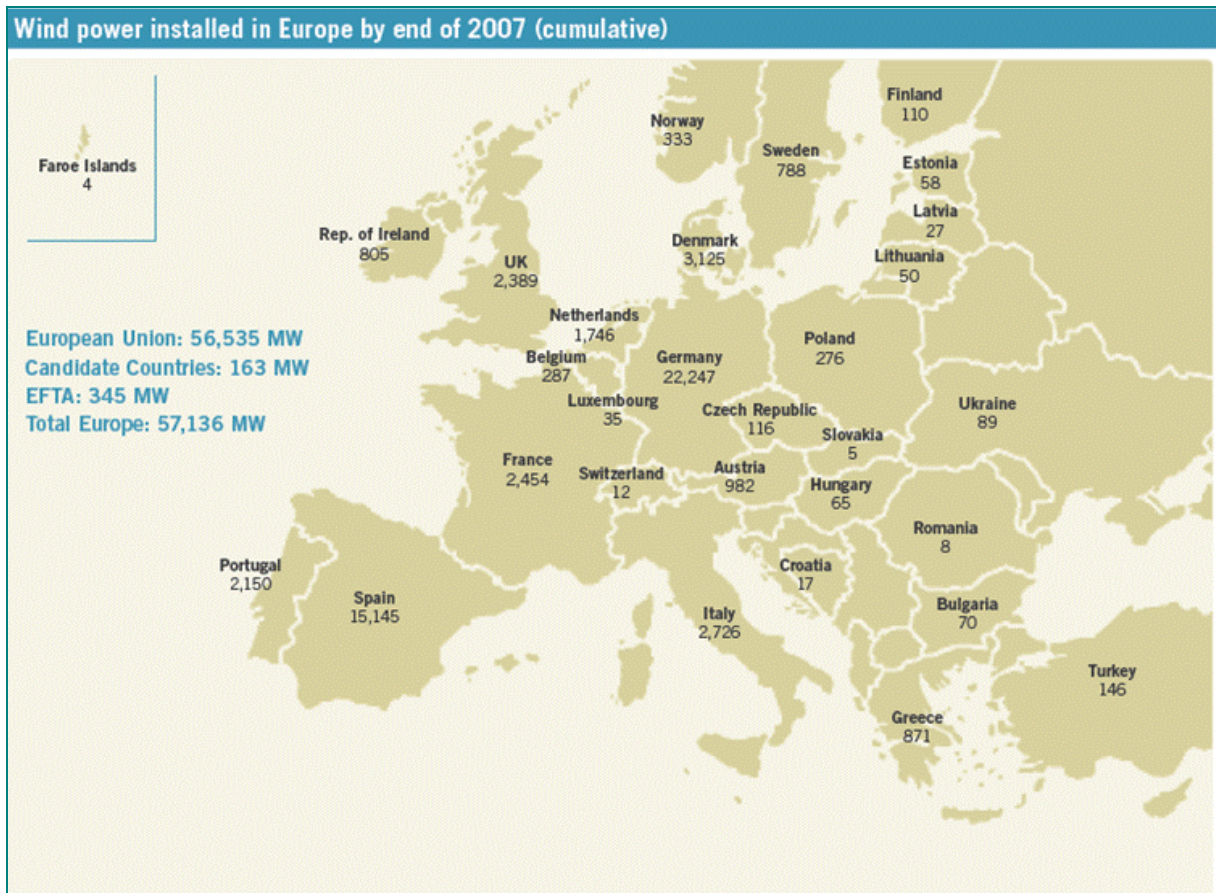 Wind power installed in Europe by end of 2007 (cumulative)
Faroe Islands
4
Finland
110
Norway
333
Sweden
788
Estonia
58
Latvia
27
Lithuania
50
Rep. of Ireland
805
UK
2,389
Denmark
3,125
European Union: 56,535 MW
Candidate Countries: 163 MW
EFTA: 345 MW
Total Europe: 57,136 MW
Netherlands
1,746
Belgium
287
Luxembourg
35
Germany
22,247
Poland
276
Czech Republic
116
Slovakia
5
Ukraine
89
France
2,454
Switzerland
12
Austria
982
Hungary
65
Romania
8
Portugal
2,150
Spain
15,145
Italy
2,726
Croatia
17
Bulgaria
70
Turkey
146
Greece
871